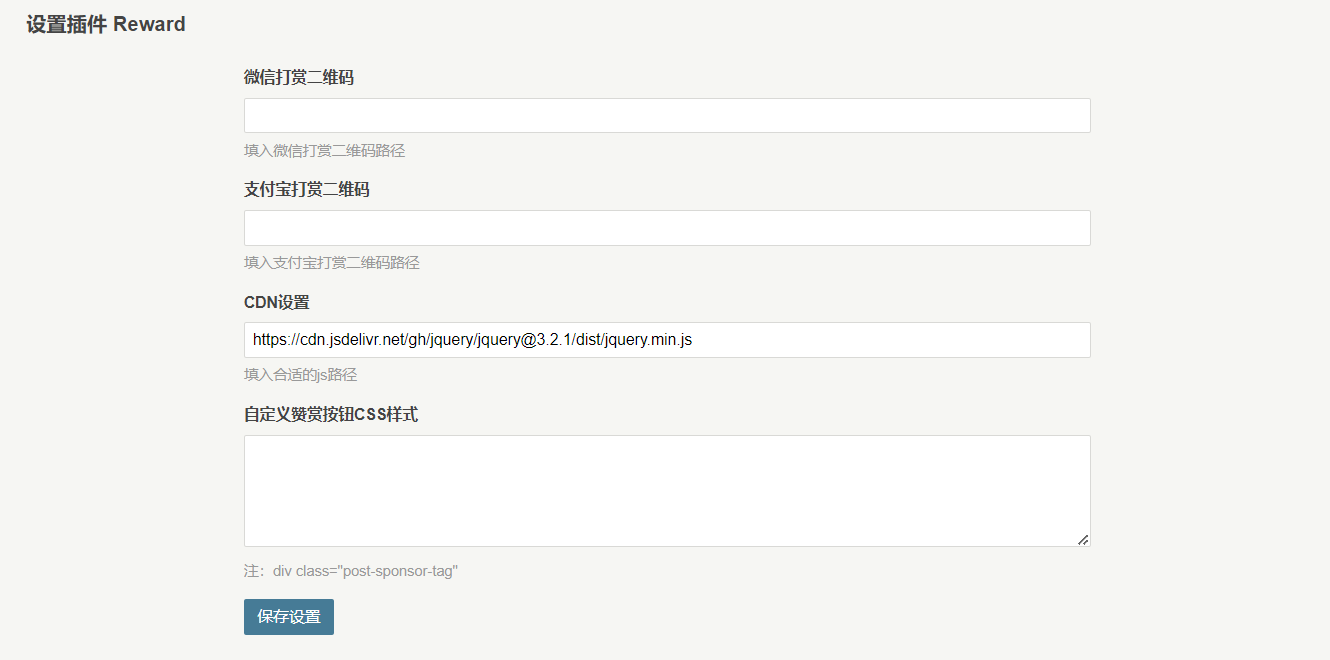 设置插件 Reward
微信打赏二维码
填入微信打赏二维码路径
支付宝打赏二维码
填入支付宝打赏二维码路径
CDN设置
https://cdn.jsdelivr.net/gh/jquery/jquery@3.2.1/dist/jquery.min.js
填入合适的js路径
自定义赞赏按钮CSS样式
注：div class="post-sponsor-tag"
保存设置